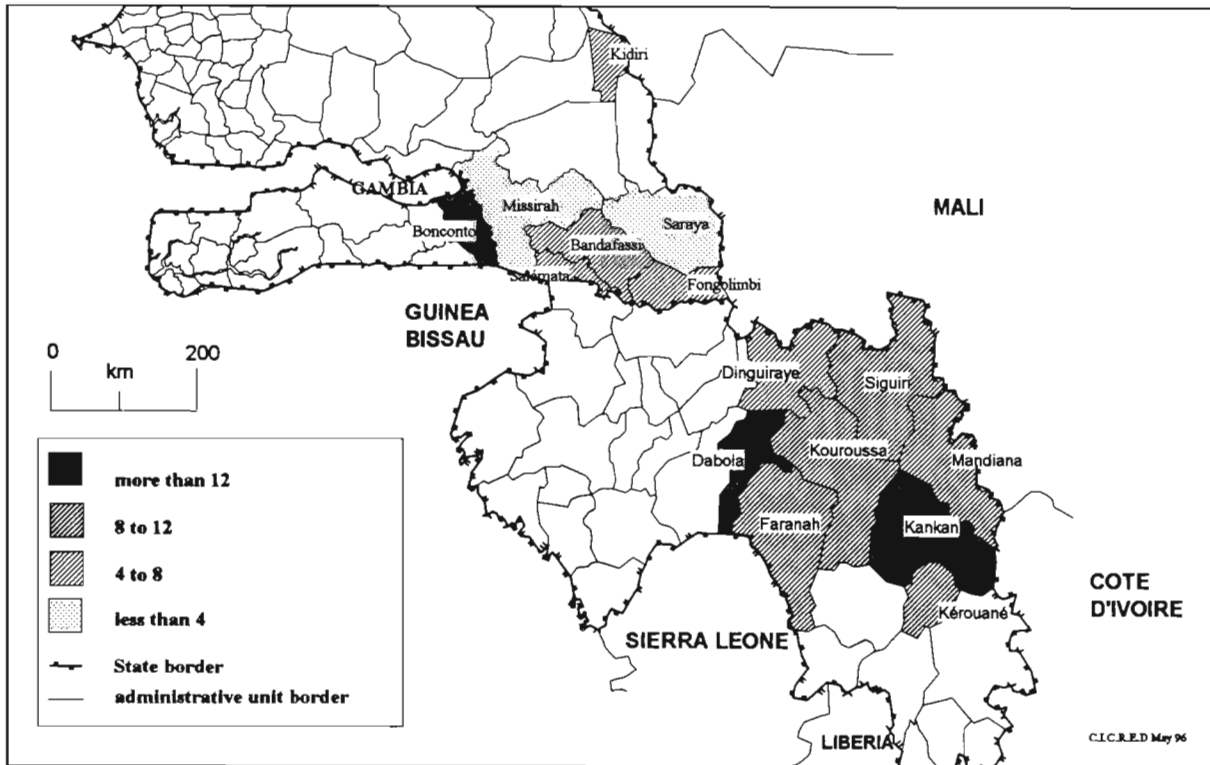 Kidiri
GAMBIA
Missirah
MALI
Bonconto
Saraya
Bandafassi
Salémata
Fongolimbi
GUINEA
BISSAU
0 200
km
Dinguiraye
Siguiri
Kouroussa
Dabola
Mandiana
Faranah
Kankan
Kérouané
COTE
D'IVOIRE
SIERRA LEONE
LIBERIA
more than 12
8 to 12
4 to 8
less than 4
State border
administrative unit border
C.I.C.R.E.D May 96